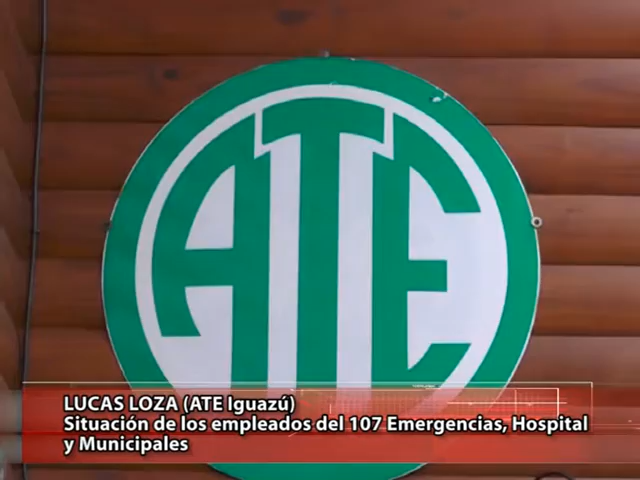 ATE
LUCAS LOZA (ATE Iguazú)
Situación de los empleados del 107 Emergencias, Hospital
y Municipales